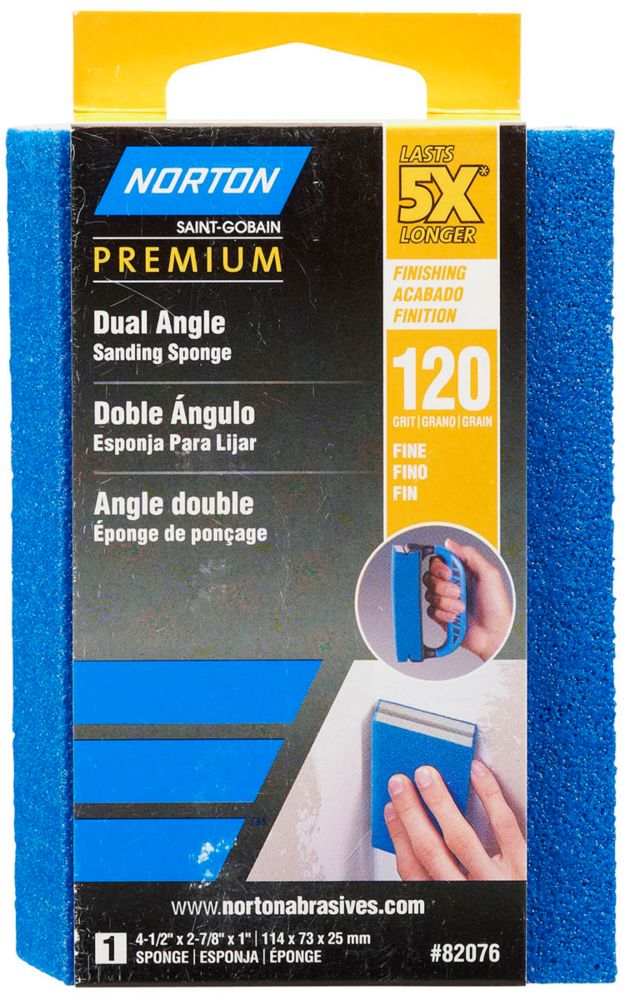 NORTON
SAINT-GOBAIN
PREMIUM
Dual Angle
Sanding Sponge
Doble Ángulo
Esponja Para Lijar
Angle double
Éponge de ponçage
LASTS
5X*
LONGER
FINISHING
ACABADO
FINITION
120
GRIT | GRANO | GRAIN
FINE
FINO
FIN
TM
www.nortonabrasives.com
1 4-1/2" x 2-7/8" x 1" | 114 x 73 x 25 mm
SPONGE | ESPONJA | ÉPONGE
#82076